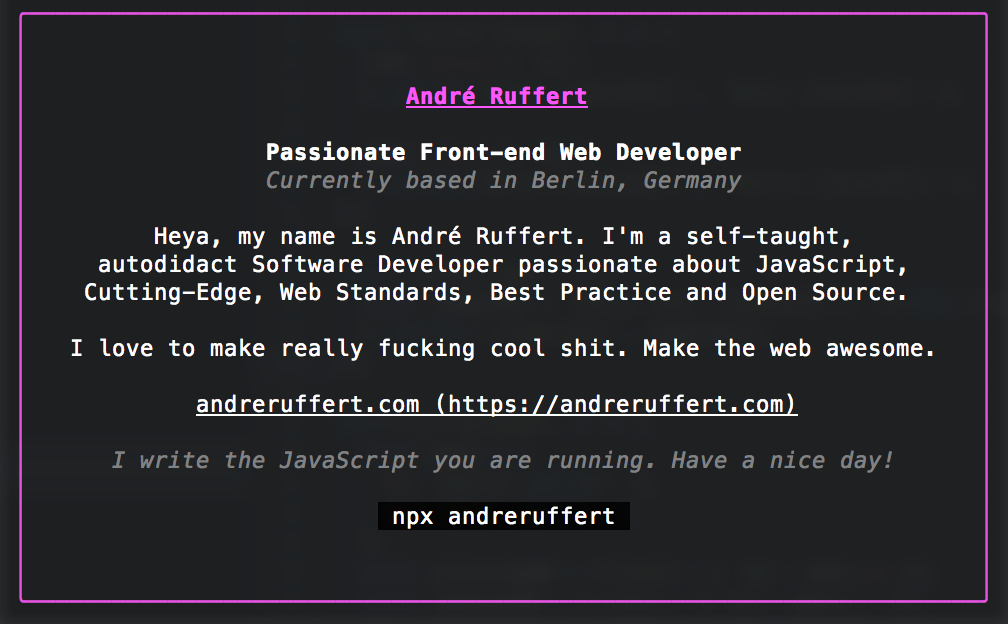 André Ruffert
Passionate Front-end Web Developer
Currently based in Berlin, Germany
Heya, my name is André Ruffert. I'm a self-taught,
autodidact Software Developer passionate about JavaScript,
Cutting-Edge, Web Standards, Best Practice and Open Source.
I love to make really fucking cool shit. Make the web awesome.
andreruffert.com (https://andreruffert.com)
I write the JavaScript you are running. Have a nice day!
npx andreruffert